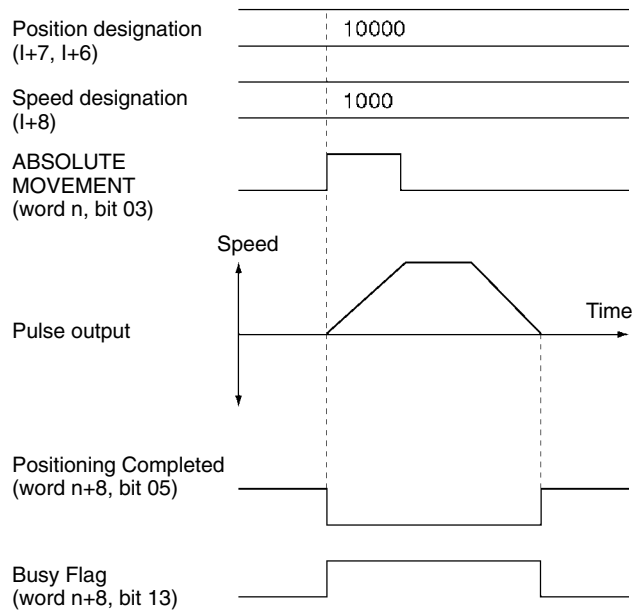 Position designation
(I+7, I+6)
10000
Speed designation
(I+8)
1000
ABSOLUTE
MOVEMENT
(word n, bit 03)
Speed
Time
Pulse output
Positioning Completed
(word n+8, bit 05)
Busy Flag
(word n+8, bit 13)